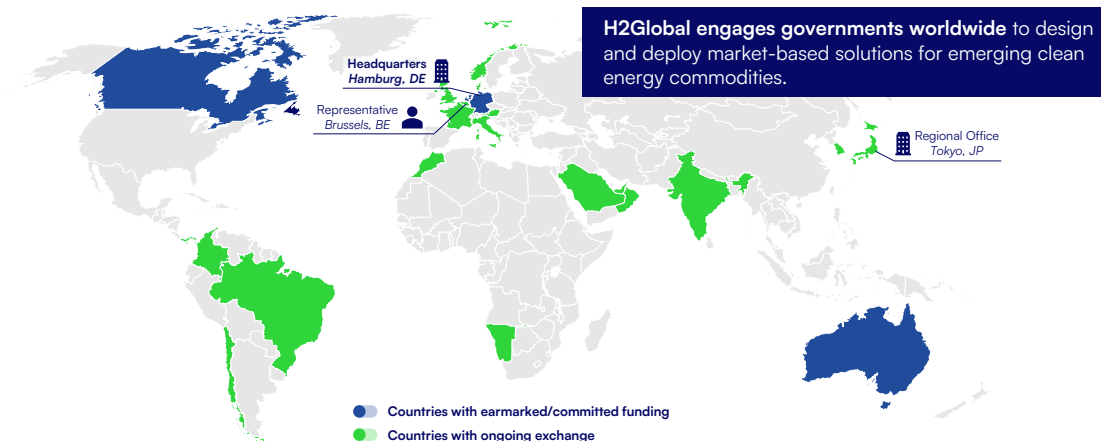 H2Global engages governments worldwide to design
and deploy market-based solutions for emerging clean
energy commodities.
Headquarters
Hamburg, DE
Representative
Brussels, BE
Regional Office
Tokyo, JP
Countries with earmarked/committed funding
Countries with ongoing exchange